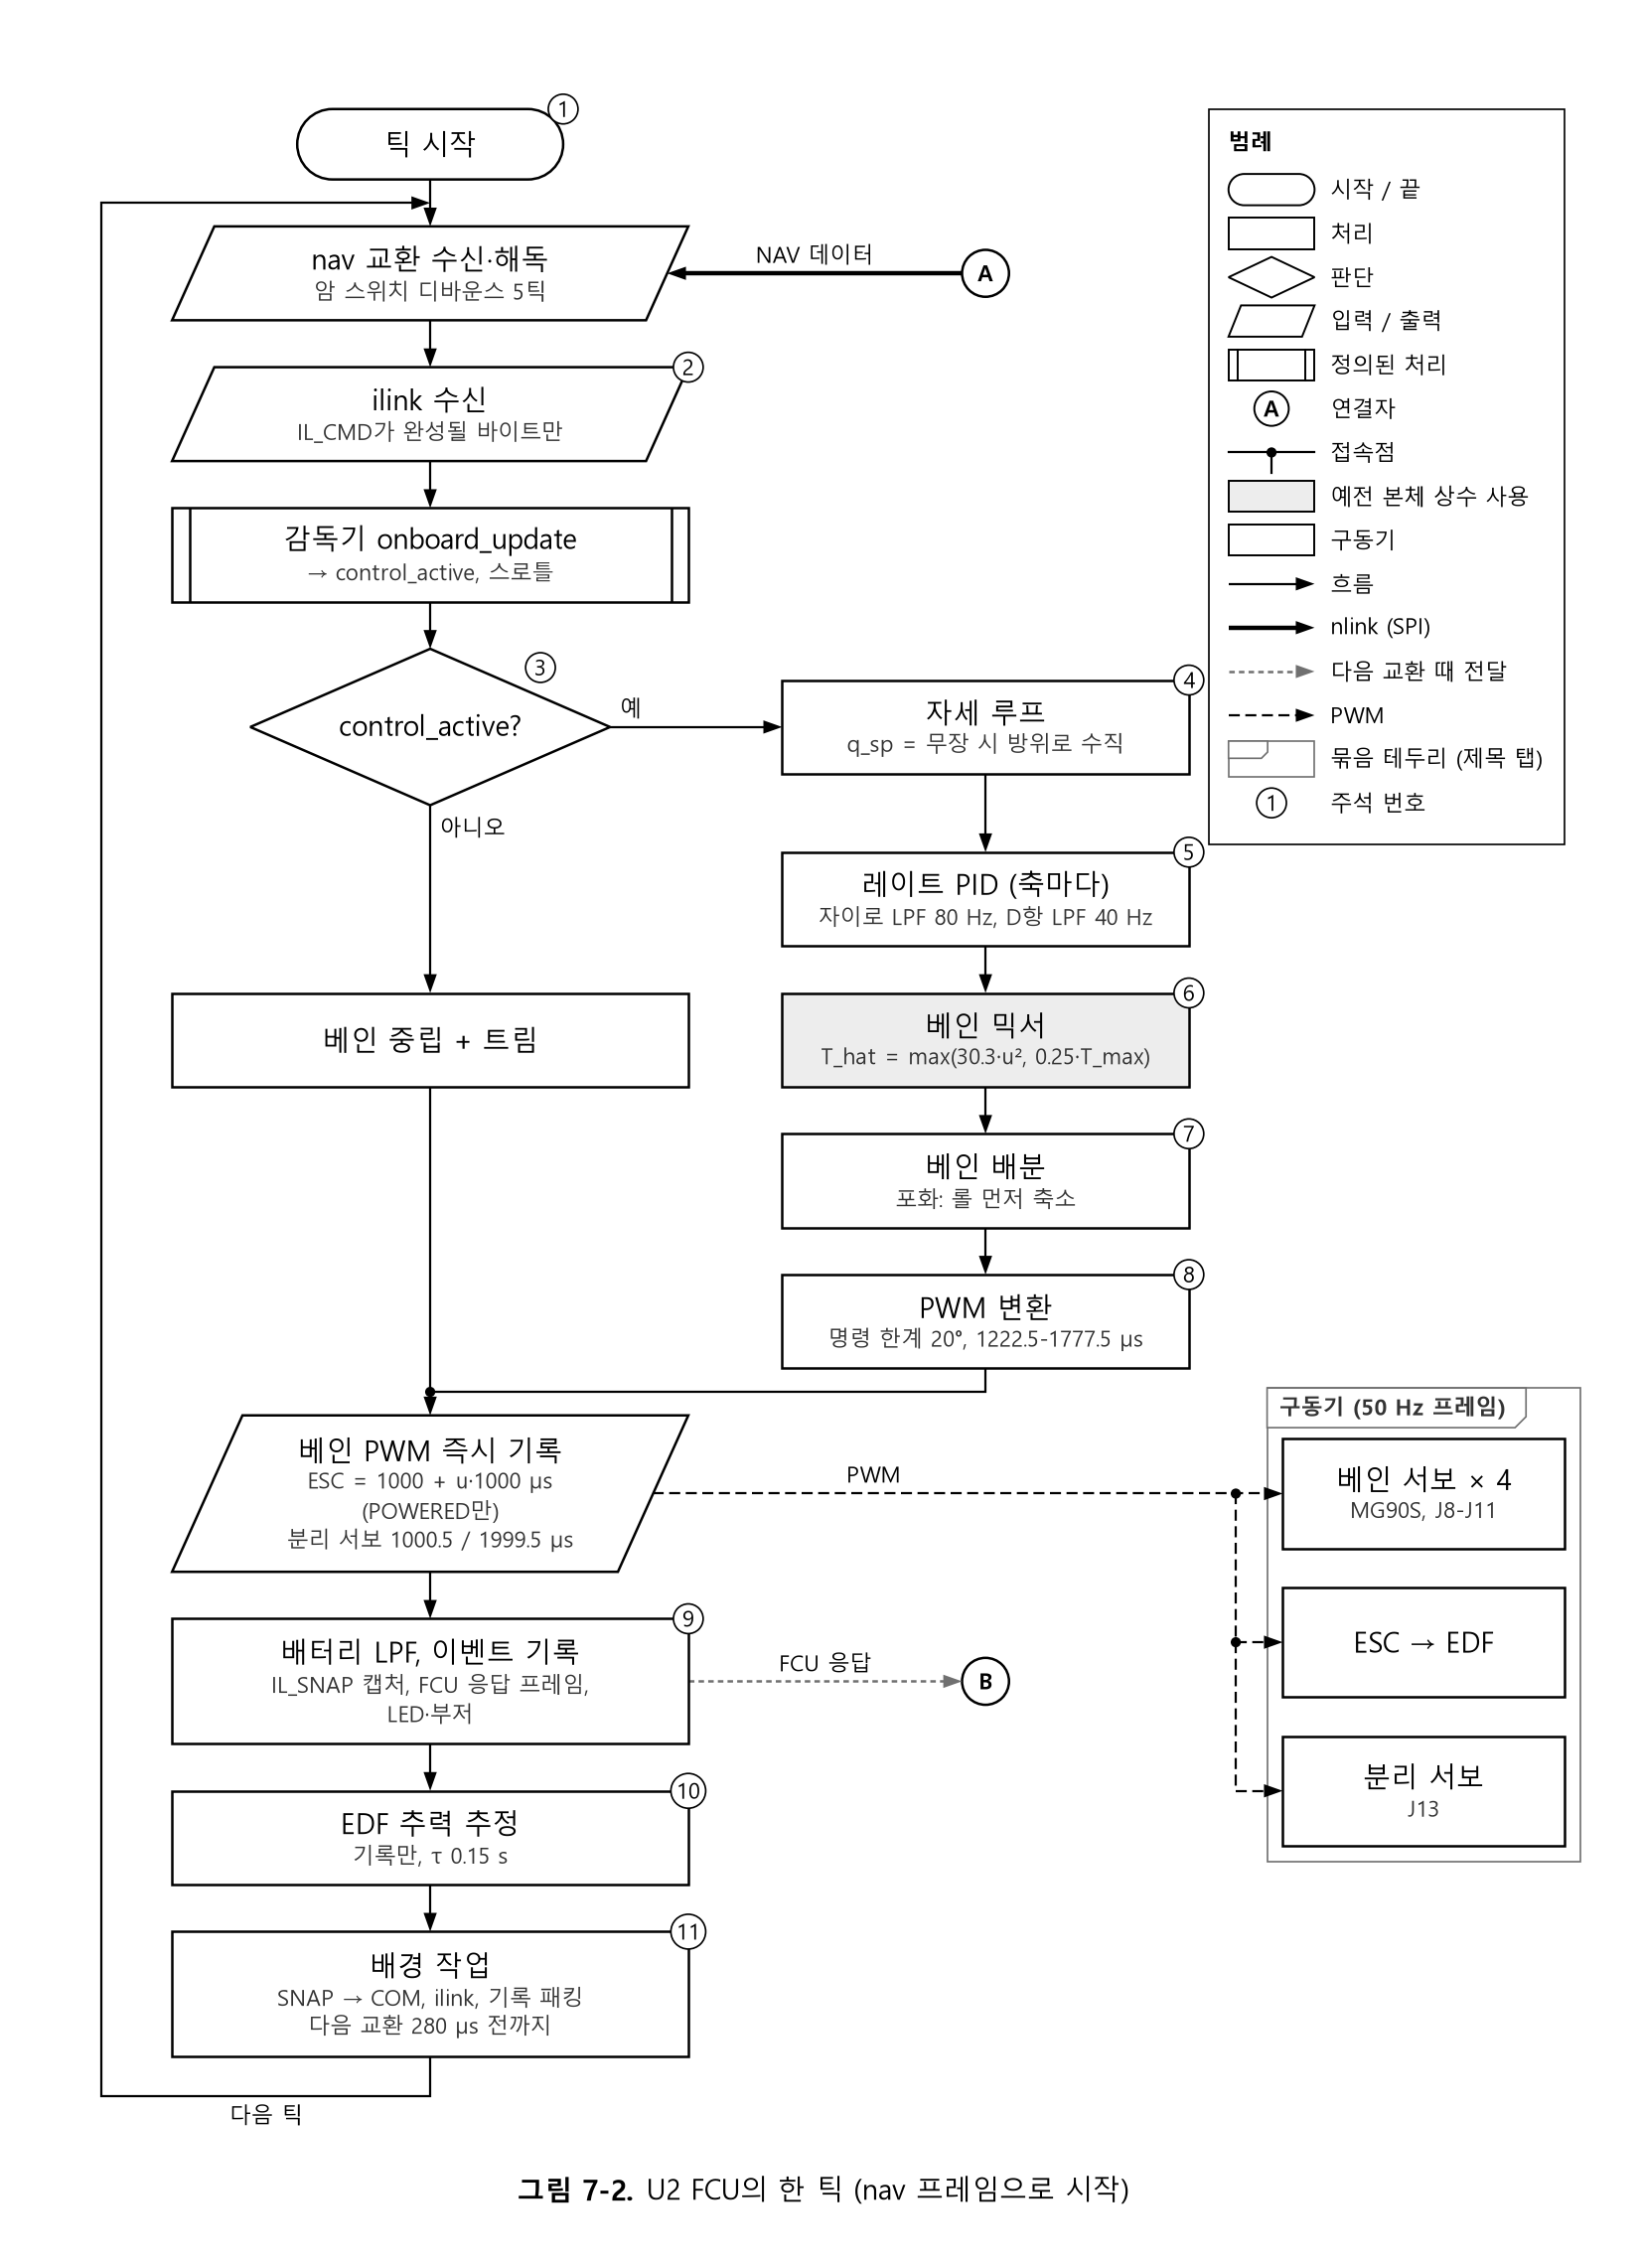 틱 시작
1
nav 교환 수신·해독
암 스위치 디바운스 5틱
NAV 데이터
A
ilink 수신
IL_CMD가 완성될 바이트만
2
감독기 onboard_update
→ control_active, 스로틀
control_active?
3
예
아니오
자세 루프
q_sp = 무장 시 방위로 수직
4
레이트 PID (축마다)
자이로 LPF 80 Hz, D항 LPF 40 Hz
5
베인 중립 + 트림
베인 믹서
T_hat = max(30.3·u², 0.25·T_max)
6
베인 배분
포화: 롤 먼저 축소
7
PWM 변환
명령 한계 20°, 1222.5-1777.5 µs
8
베인 PWM 즉시 기록
ESC = 1000 + u·1000 µs
(POWERED만)
분리 서보 1000.5 / 1999.5 µs
PWM
구동기 (50 Hz 프레임)
베인 서보 × 4
MG90S, J8-J11
ESC → EDF
분리 서보
J13
배터리 LPF, 이벤트 기록
IL_SNAP 캡처, FCU 응답 프레임,
LED·부저
9
FCU 응답
B
EDF 추력 추정
기록만, τ 0.15 s
10
배경 작업
SNAP → COM, ilink, 기록 패킹
다음 교환 280 µs 전까지
11
다음 틱
범례
시작 / 끝
처리
판단
입력 / 출력
정의된 처리
A 연결자
접속점
예전 본체 상수 사용
구동기
흐름
nlink (SPI)
다음 교환 때 전달
PWM
묶음 테두리 (제목 탭)
1 주석 번호
그림 7-2. U2 FCU의 한 틱 (nav 프레임으로 시작)